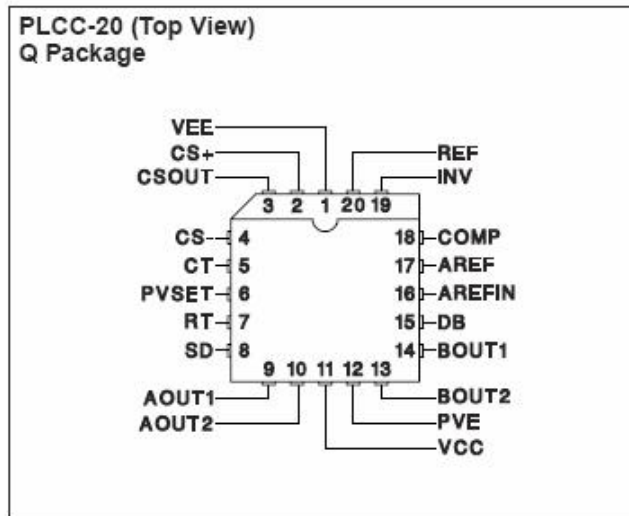 PLCC-20 (Top View)
Q Package
VEE
CS+
CSOUT
REF
INV
3 2 1 20 19
CS- 4
CT 5
PVSET 6
RT 7
SD 8
18 COMP
17 AREF
16 AREFIN
15 DB
14 BOUT1
9 10 11 12 13
AOUT1
AOUT2
BOUT2
PVE
VCC